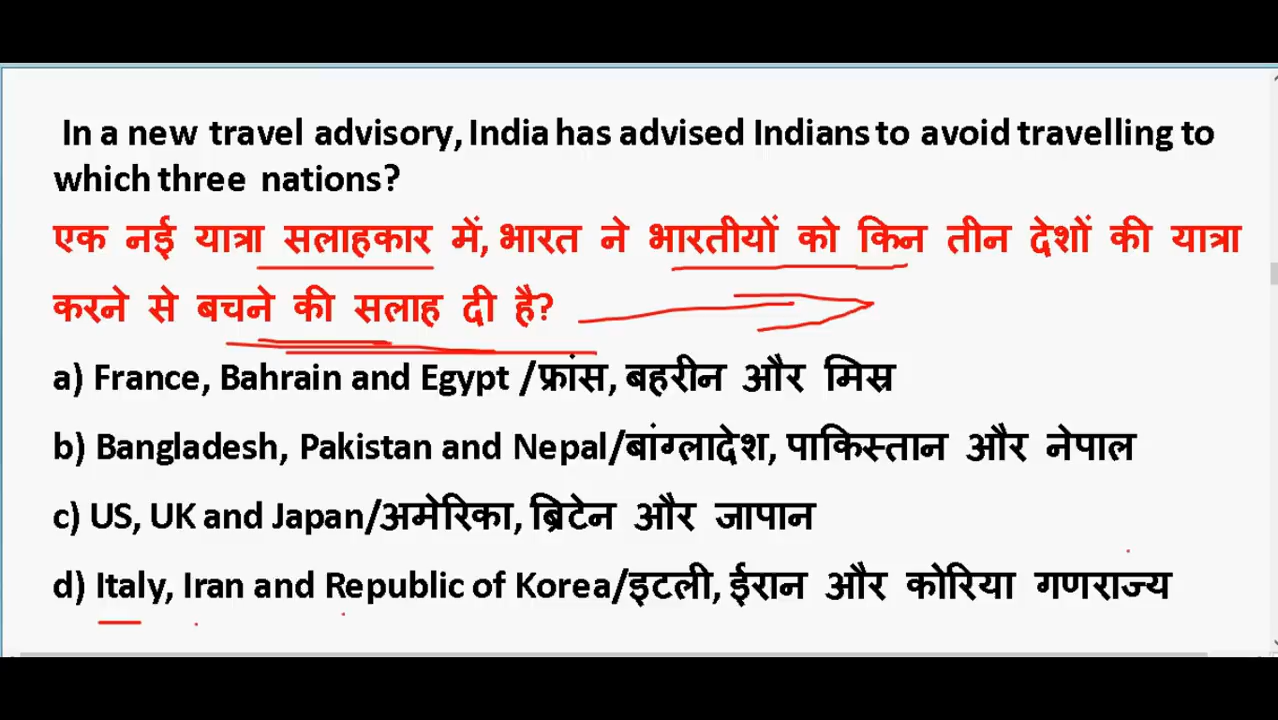 In a new travel advisory, India has advised Indians to avoid travelling to
which three nations?
एक नई यात्रा सलाहकार में, भारत ने भारतीयों को किन तीन देशों की यात्रा
करने से बचने की सलाह दी है?
a) France, Bahrain and Egypt /फ्रांस, बहरीन और मिस्र
b) Bangladesh, Pakistan and Nepal/बांग्लादेश, पाकिस्तान और नेपाल
c) US, UK and Japan/अमेरिका, ब्रिटेन और जापान
d) Italy, Iran and Republic of Korea/इटली, ईरान और कोरिया गणराज्य